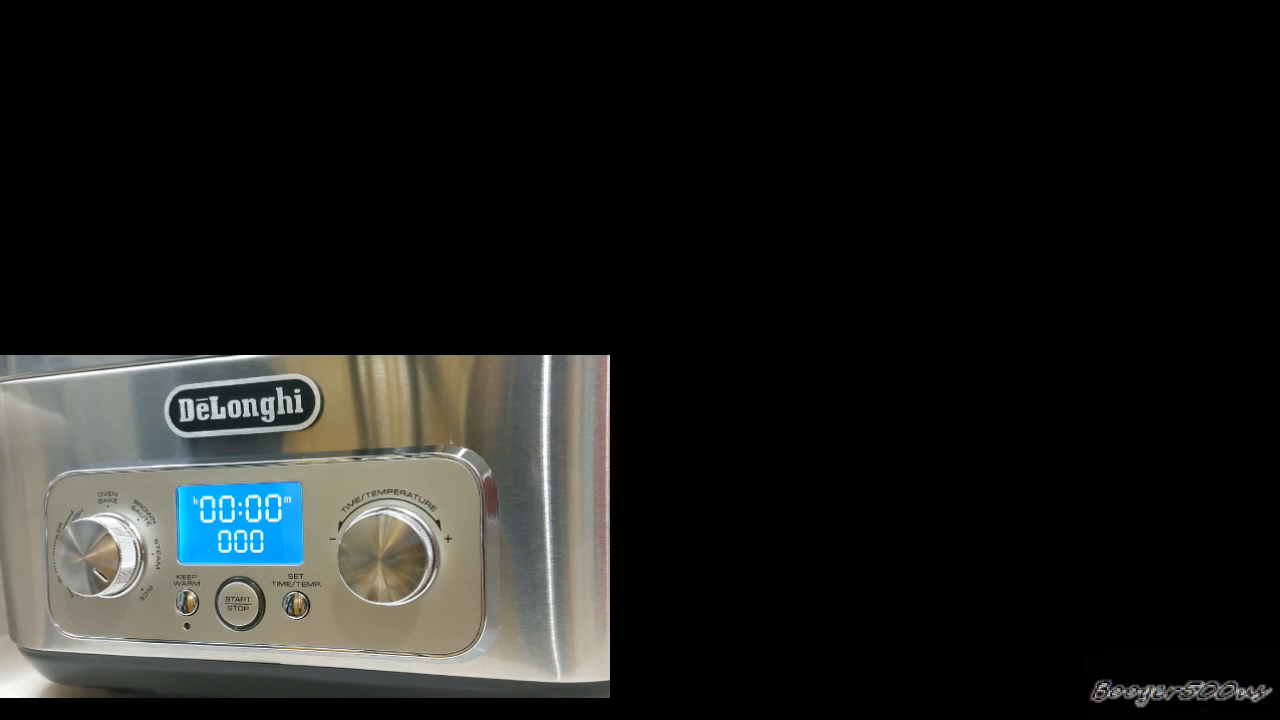 DeLonghi
OVEN
BAKE
BROWN
SAUTE
STEAM
RICE
h00:00m
000
TIME/TEMPERATURE
- +
KEEP
WARM
START
STOP
SET
TIME/TEMP.
Booger500us